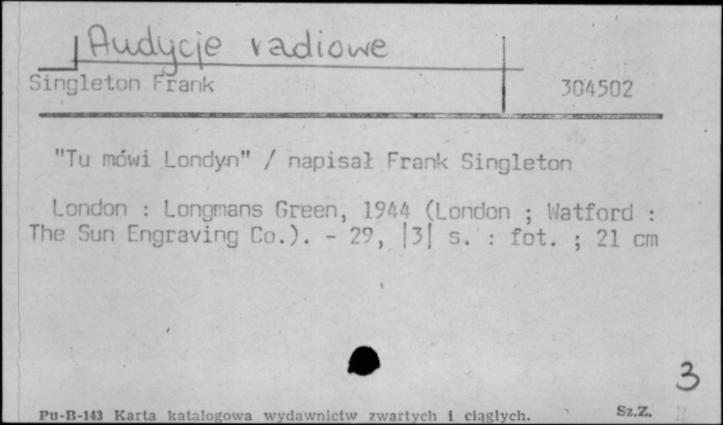 Audycje radiowe
Singleton Frank 304502
"Tu mówi Londyn" / napisał Frank Singleton
London : Longmans Green, 1944 (London ; Watford :
The Sun Engraving Co.). - 29, |3| s. : fot. ; 21 cm
3
Pu-B-143 Karta katalogowa wydawnictw zwartych i ciągłych. Sz.Z.